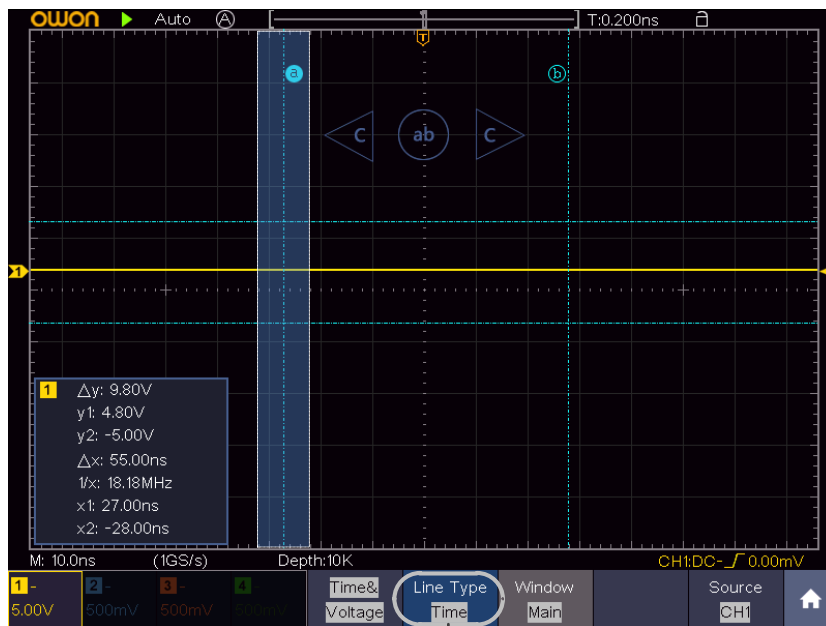 OWON Auto A T:0.200ns
T
a b
C ab C
1
1 △y: 9.80V
y1: 4.80V
y2: -5.00V
△x: 55.00ns
1/x: 18.18MHz
x1: 27.00ns
x2: -28.00ns
M: 10.0ns (1GS/s) Depth:10K CH1:DC- 0.00mV
1 - 2 - 3 - 4 - Time& Line Type Window Source
5.00V 500mV 500mV 500mV Voltage Time Main CH1